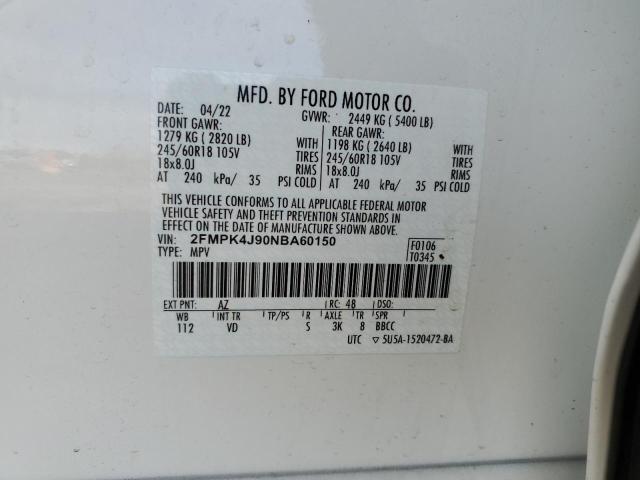 MFD. BY FORD MOTOR CO.
DATE: 04/22 GVWR: 2449 KG ( 5400 LB)
FRONT GAWR: REAR GAWR:
1279 KG ( 2820 LB) WITH 1198 KG ( 2640 LB) WITH
245/60R18 105V TIRES 245/60R18 105V TIRES
18x8.0J RIMS 18x8.0J RIMS
AT 240 kPa/ 35 PSI COLD AT 240 kPa/ 35 PSI COLD
THIS VEHICLE CONFORMS TO ALL APPLICABLE FEDERAL MOTOR
VEHICLE SAFETY AND THEFT PREVENTION STANDARDS IN
EFFECT ON THE DATE OF MANUFACTURE SHOWN ABOVE.
VIN: 2FMPK4J90NBA60150 F0106
TYPE: MPV T0345
EXT PNT: AZ RC: 48 DSO:
WB INT TR TP/PS R AXLE TR SPR
112 VD S 3K 8 BBCC
UTC ▽ 5U5A-1520472-BA